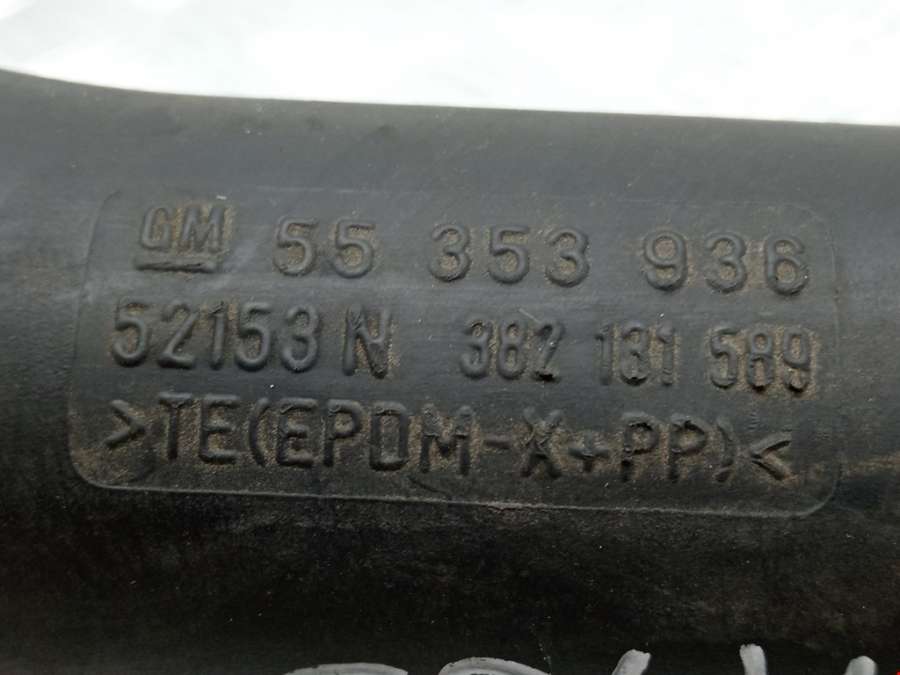 GM 55 353 936
52153 N 382 131 589
>TE(EPDM-X+PP)<